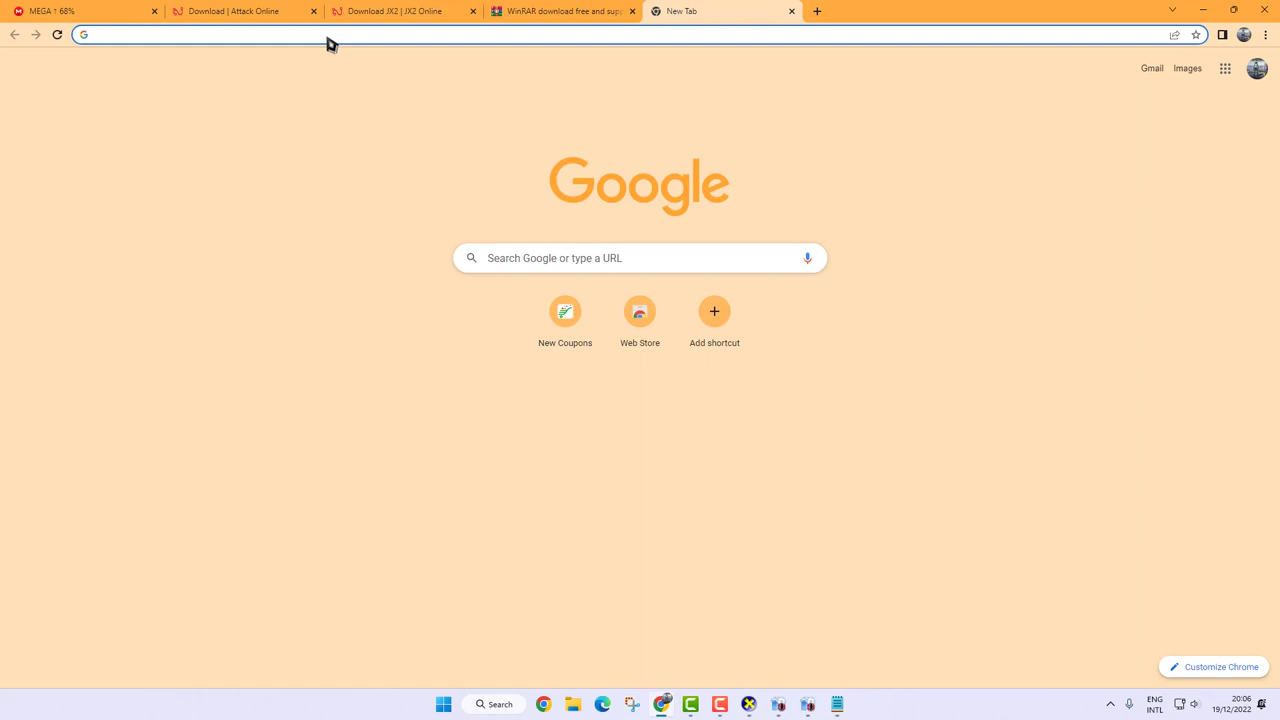 MEGA ↑ 68%
Download | Attack Online
Download JX2 | JX2 Online
WinRAR download free and supp
New Tab
Gmail
Images
Google
Search Google or type a URL
New Coupons
Web Store
Add shortcut
Customize Chrome
Search
ENG
INTL
20:06
19/12/2022